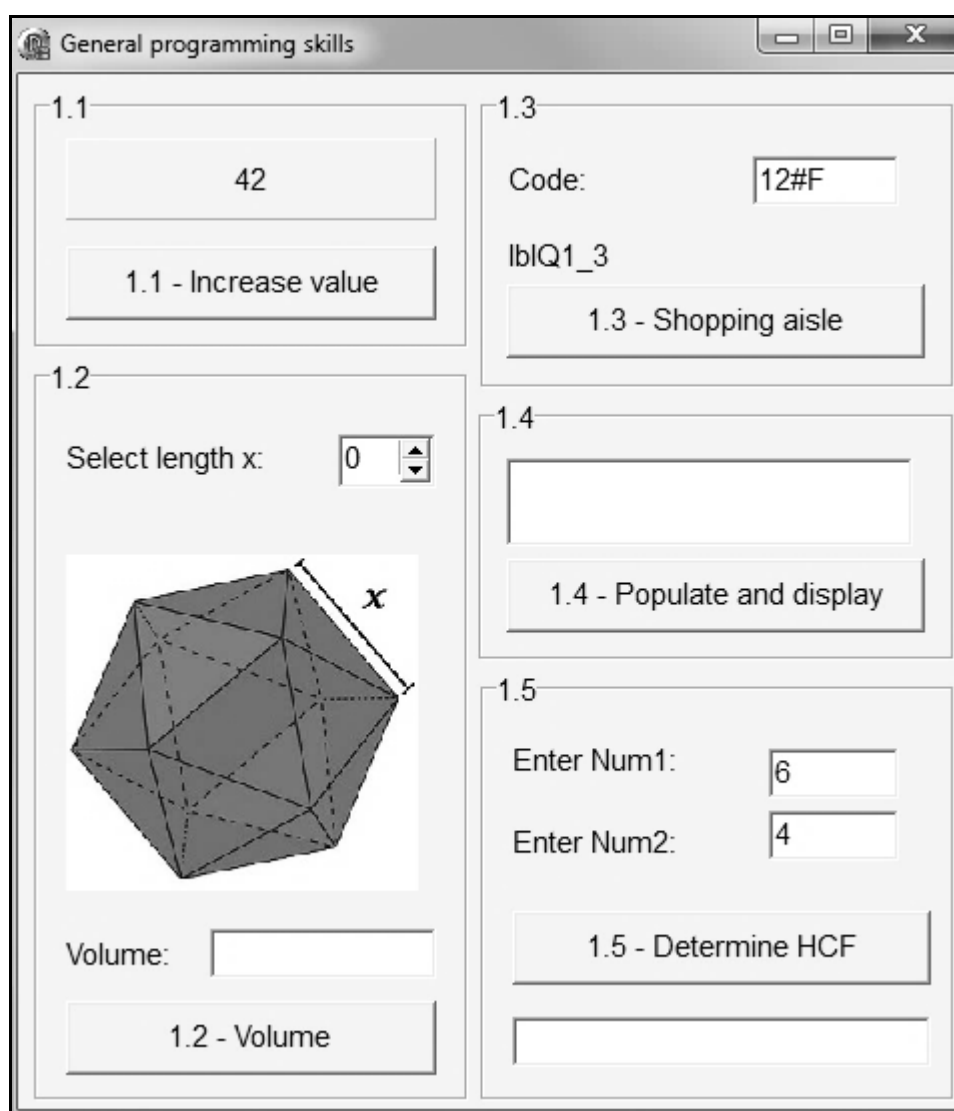 General programming skills
1.1
42
1.1 - Increase value
1.2
Select length x:
0
x
Volume:
1.2 - Volume
1.3
Code:
12#F
lblQ1_3
1.3 - Shopping aisle
1.4
1.4 - Populate and display
1.5
Enter Num1:
6
Enter Num2:
4
1.5 - Determine HCF